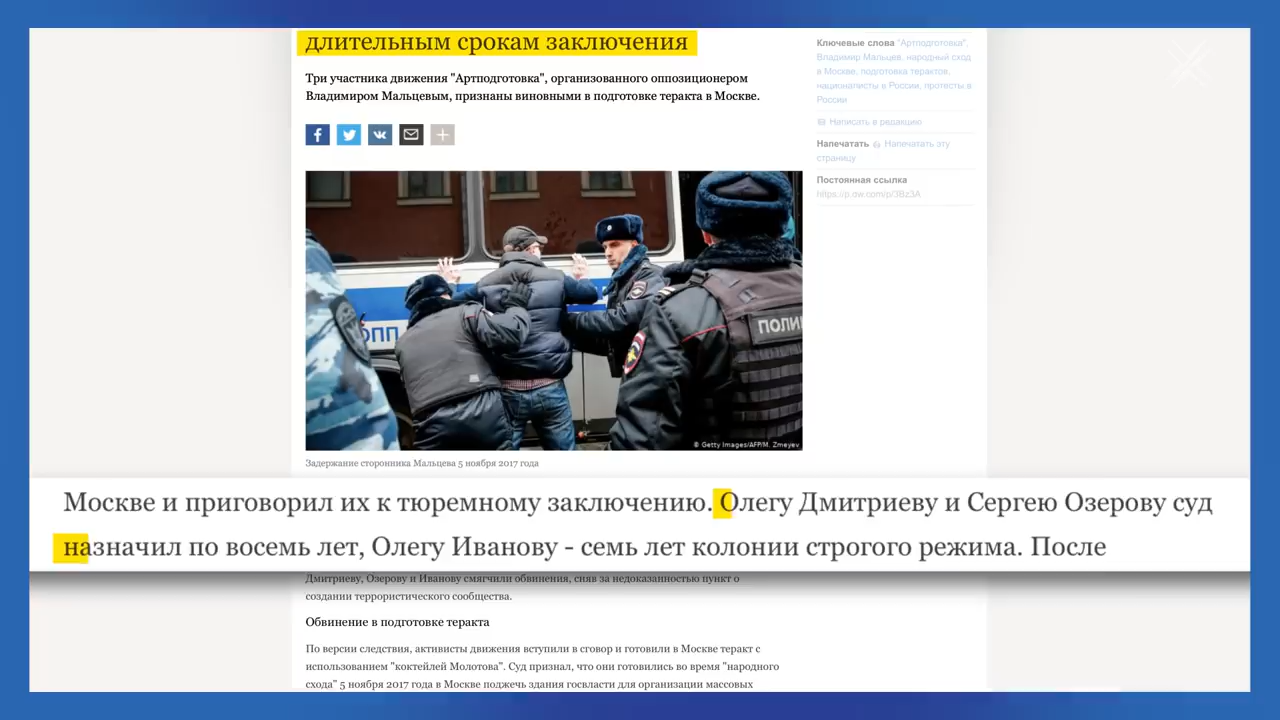 длительным срокам заключения
Три участника движения "Артподготовка", организованного оппозиционером
Владимиром Мальцевым, признаны виновными в подготовке теракта в Москве.
Ключевые слова "Артподготовка",
Владимир Мальцев, народный сход
в Москве, подготовка терактов,
националисты в России, протесты в
России
Написать в редакцию
Напечатать Напечатать эту
страницу
Постоянная ссылка
https://p.dw.com/p/3Bz3A
ОПП
ПОЛИ
© Getty Images/AFP/M. Zmeyev
Задержание сторонника Мальцева 5 ноября 2017 года
Москве и приговорил их к тюремному заключению. Олегу Дмитриеву и Сергею Озерову суд
назначил по восемь лет, Олегу Иванову - семь лет колонии строгого режима. После
Дмитриеву, Озерову и Иванову смягчили обвинения, сняв за недоказанностью пункт о
создании террористического сообщества.
Обвинение в подготовке теракта
По версии следствия, активисты движения вступили в сговор и готовили в Москве теракт с
использованием "коктейлей Молотова". Суд признал, что они готовились во время "народного
схода" 5 ноября 2017 года в Москве поджечь здания госвласти для организации массовых